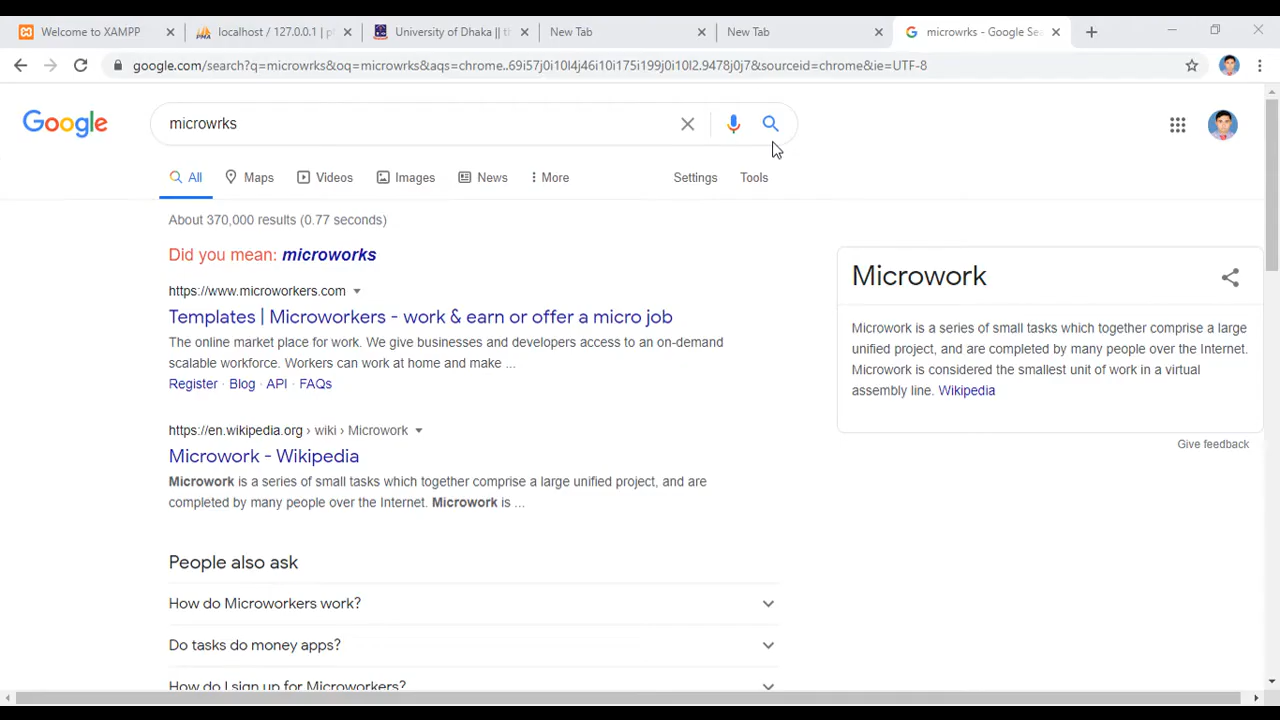 Welcome to XAMPP
localhost / 127.0.0.1 | p
University of Dhaka || th
New Tab
New Tab
microwrks - Google Sea
google.com/search?q=microwrks&oq=microwrks&aqs=chrome..69i57j0i10l4j46i10i175i199j0i10l2.9478j0j7&sourceid=chrome&ie=UTF-8
Google
microwrks
All
Maps
Videos
Images
News
More
Settings
Tools
About 370,000 results (0.77 seconds)
Did you mean: microworks
https://www.microworkers.com
Templates | Microworkers - work & earn or offer a micro job
The online market place for work. We give businesses and developers access to an on-demand
scalable workforce. Workers can work at home and make ...
Register · Blog · API · FAQs
https://en.wikipedia.org › wiki › Microwork
Microwork - Wikipedia
Microwork is a series of small tasks which together comprise a large unified project, and are
completed by many people over the Internet. Microwork is ...
People also ask
How do Microworkers work?
Do tasks do money apps?
How do I sign up for Microworkers?
Microwork
Microwork is a series of small tasks which together comprise a large
unified project, and are completed by many people over the Internet.
Microwork is considered the smallest unit of work in a virtual
assembly line. Wikipedia
Give feedback